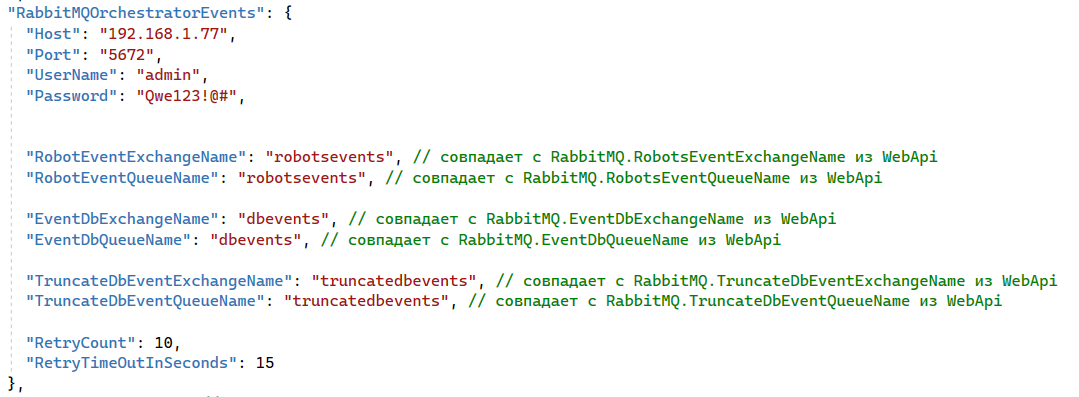 "RabbitMQOrchestratorEvents": {
"Host": "192.168.1.77",
"Port": "5672",
"UserName": "admin",
"Password": "Qwe123!@#",
"RobotEventExchangeName": "robotsevents", // совпадает с RabbitMQ.RobotsEventExchangeName из WebApi
"RobotEventQueueName": "robotsevents", // совпадает с RabbitMQ.RobotsEventQueueName из WebApi
"EventDbExchangeName": "dbevents", // совпадает с RabbitMQ.EventDbExchangeName из WebApi
"EventDbQueueName": "dbevents", // совпадает с RabbitMQ.EventDbQueueName из WebApi
"TruncateDbEventExchangeName": "truncatedbevents", // совпадает с RabbitMQ.TruncateDbEventExchangeName из WebApi
"TruncateDbEventQueueName": "truncatedbevents", // совпадает с RabbitMQ.TruncateDbEventQueueName из WebApi
"RetryCount": 10,
"RetryTimeOutInSeconds": 15
},